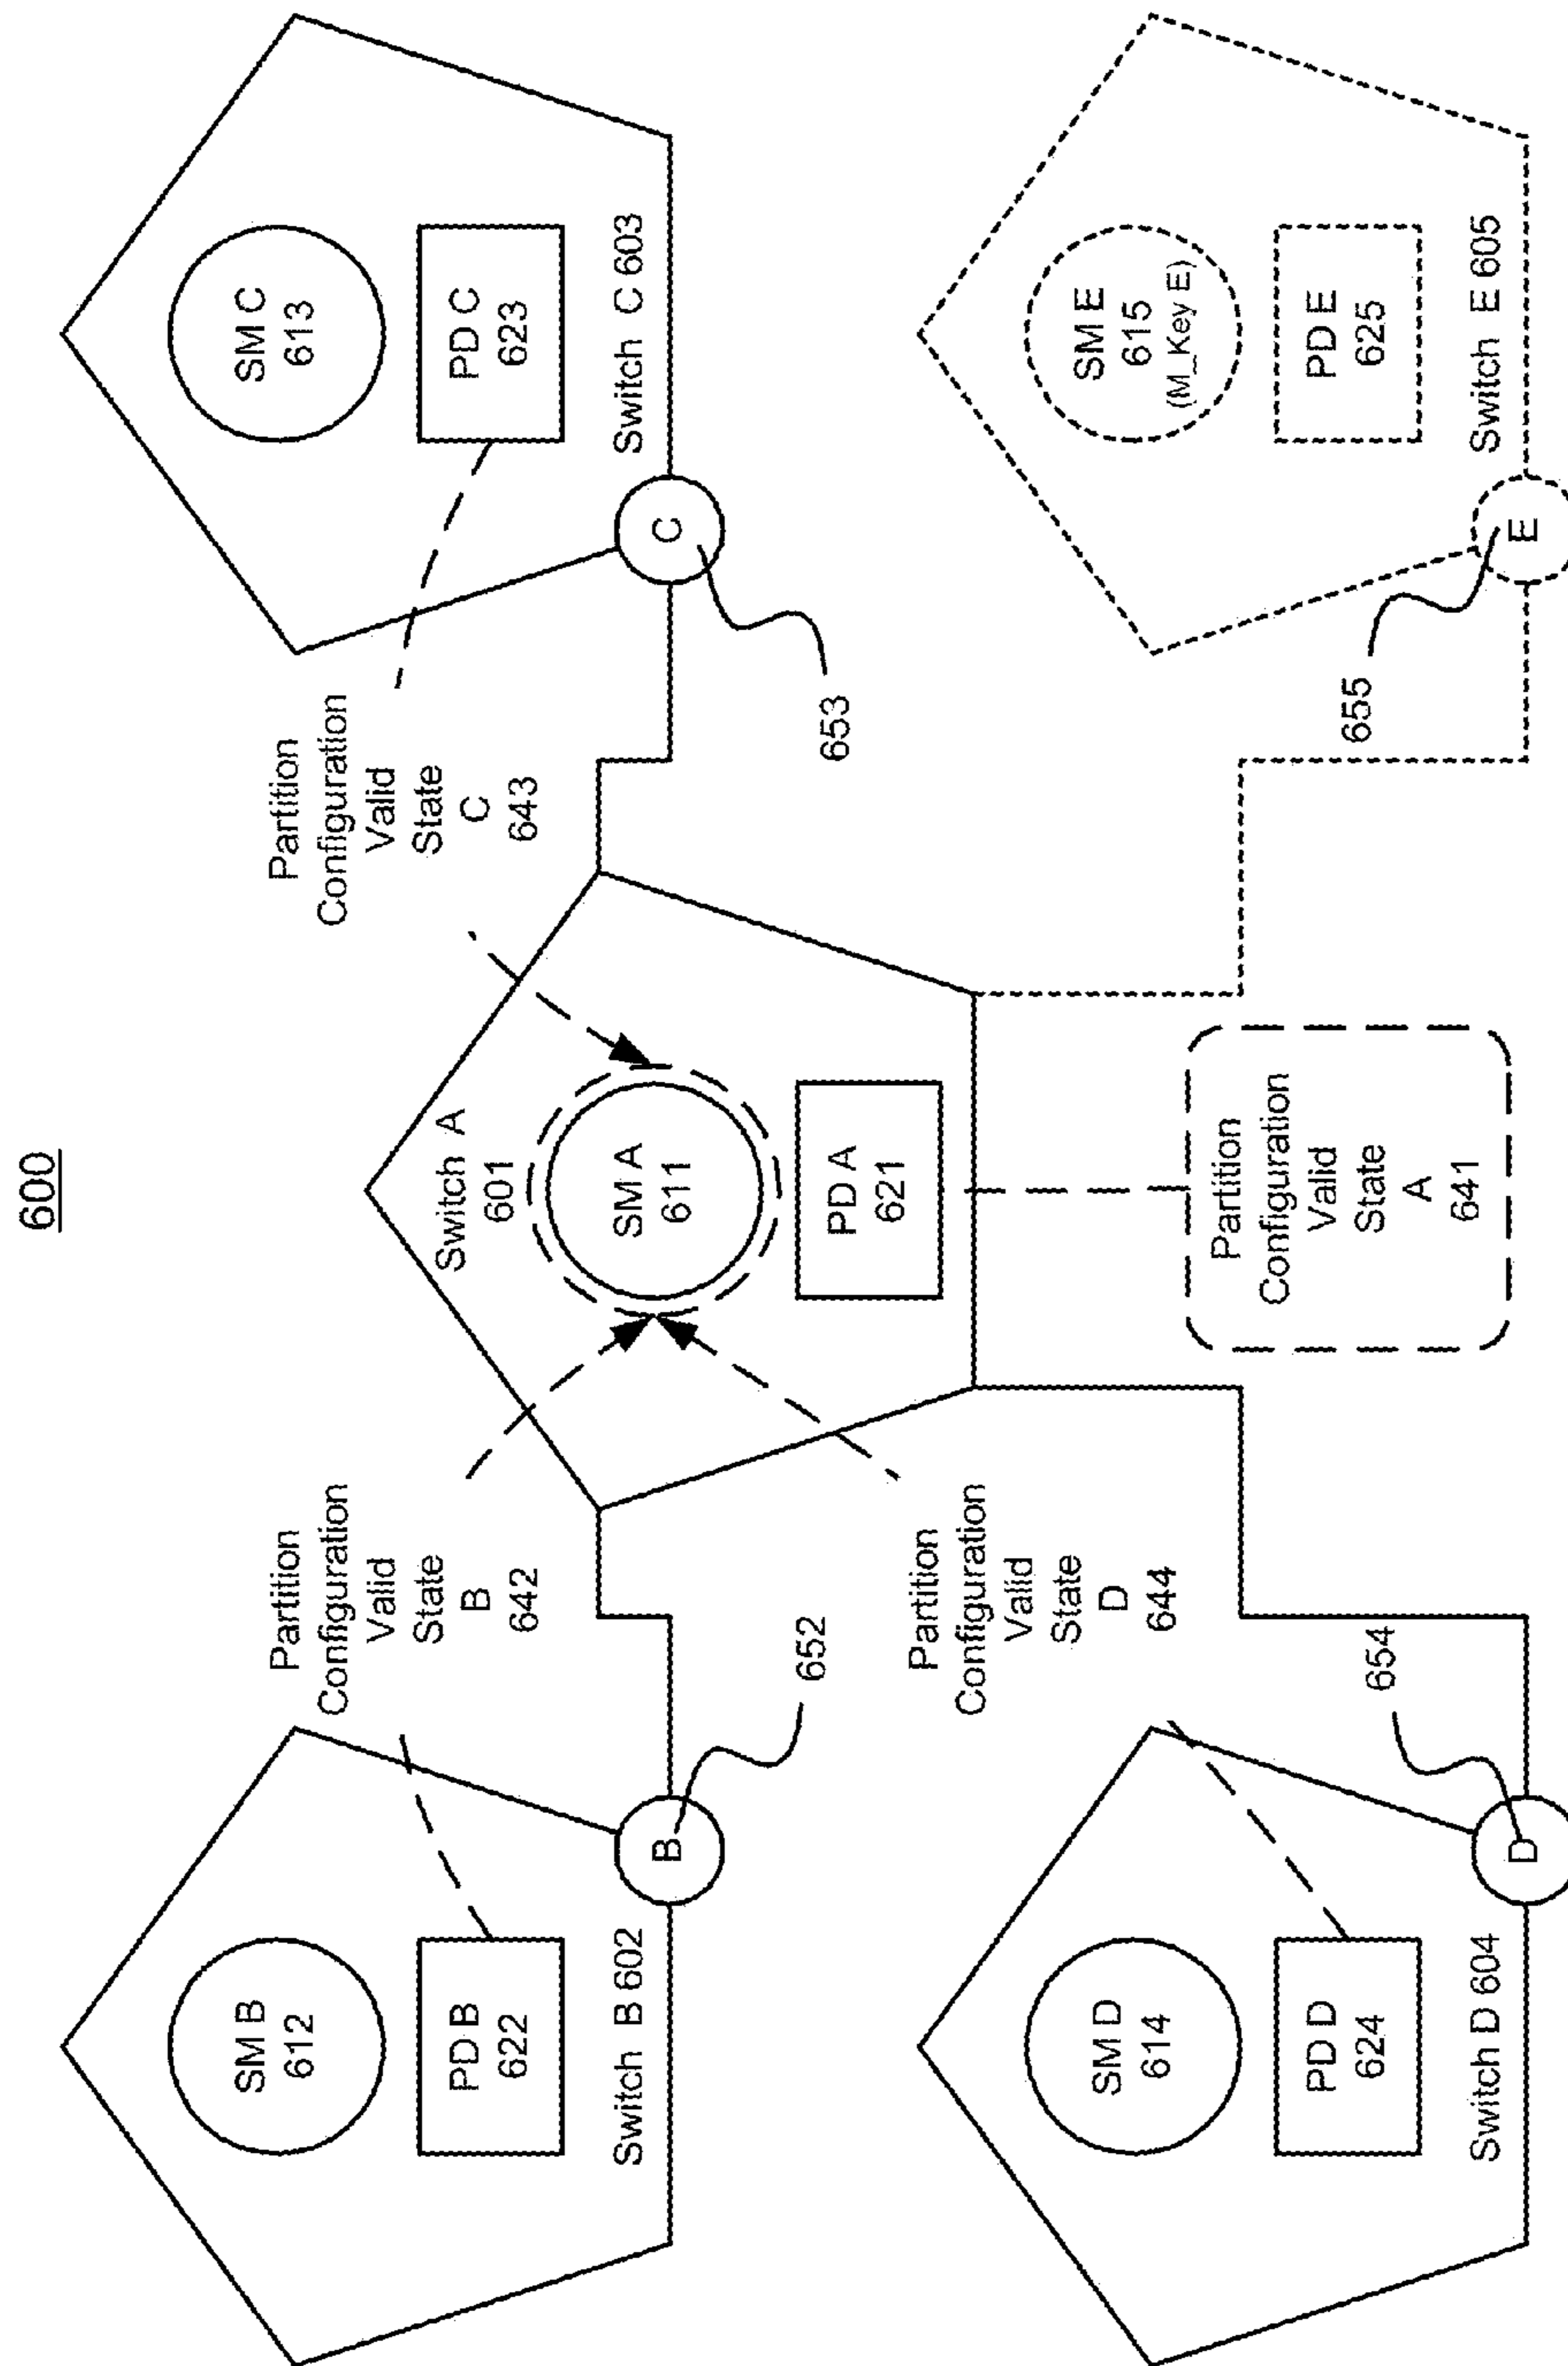 600
SM B
612
PD B
622
Switch B 602
B
652
Partition
Configuration
Valid
State
B
642
Switch A
601
SM A
611
PD A
621
Partition
Configuration
Valid
State
C
643
SM C
613
PD C
623
Switch C 603
C
653
SM D
614
PD D
624
Switch D 604
D
654
Partition
Configuration
Valid
State
D
644
Partition
Configuration
Valid
State
A
641
SM E
615
(M_Key E)
PD E
625
Switch E 605
E
655